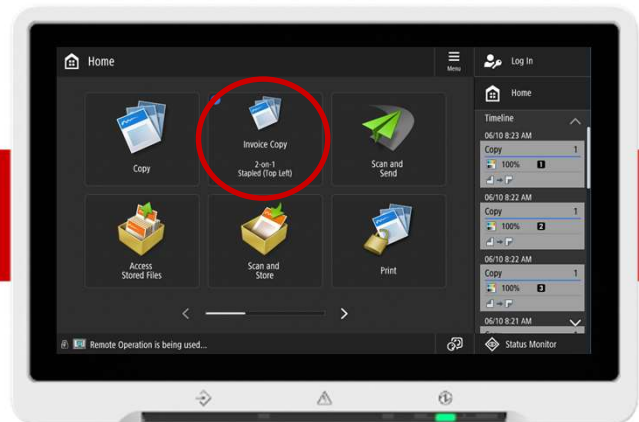 Home
Menu
Log In
Copy
Invoice Copy
2-on-1
Stapled (Top Left)
Scan and
Send
Access
Stored Files
Scan and
Store
Print
Remote Operation is being used...
Home
Timeline
06/10 8:23 AM
Copy 1
100% 1
06/10 8:22 AM
Copy 1
100% 2
06/10 8:22 AM
Copy 1
100% 3
06/10 8:21 AM
Status Monitor